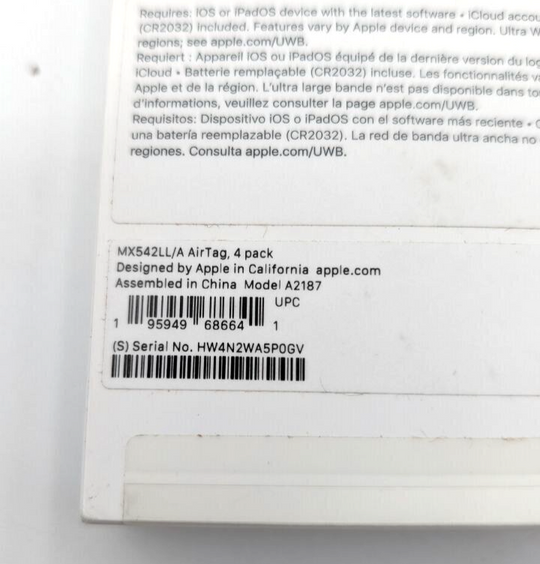 Requires: iOS or iPadOS device with the latest software • iCloud
(CR2032) included. Features vary by Apple device and region. Ultra
regions; see apple.com/UWB.
Requiert : Appareil iOS ou iPadOS équipé de la dernière version du
iCloud • Batterie remplaçable (CR2032) incluse. Les fonctionnalités
Apple et de la région. L'ultra large bande n'est pas disponible dans
d'informations, veuillez consulter la page apple.com/UWB.
Requisitos: Dispositivo iOS o iPadOS con el software más reciente •
una batería reemplazable (CR2032). La red de banda ultra ancha no
regiones. Consulta apple.com/UWB.
MX542LL/A AirTag, 4 pack
Designed by Apple in California apple.com
Assembled in China Model A2187
UPC
1 95949 68664 1
(S) Serial No. HW4N2WA5P0GV